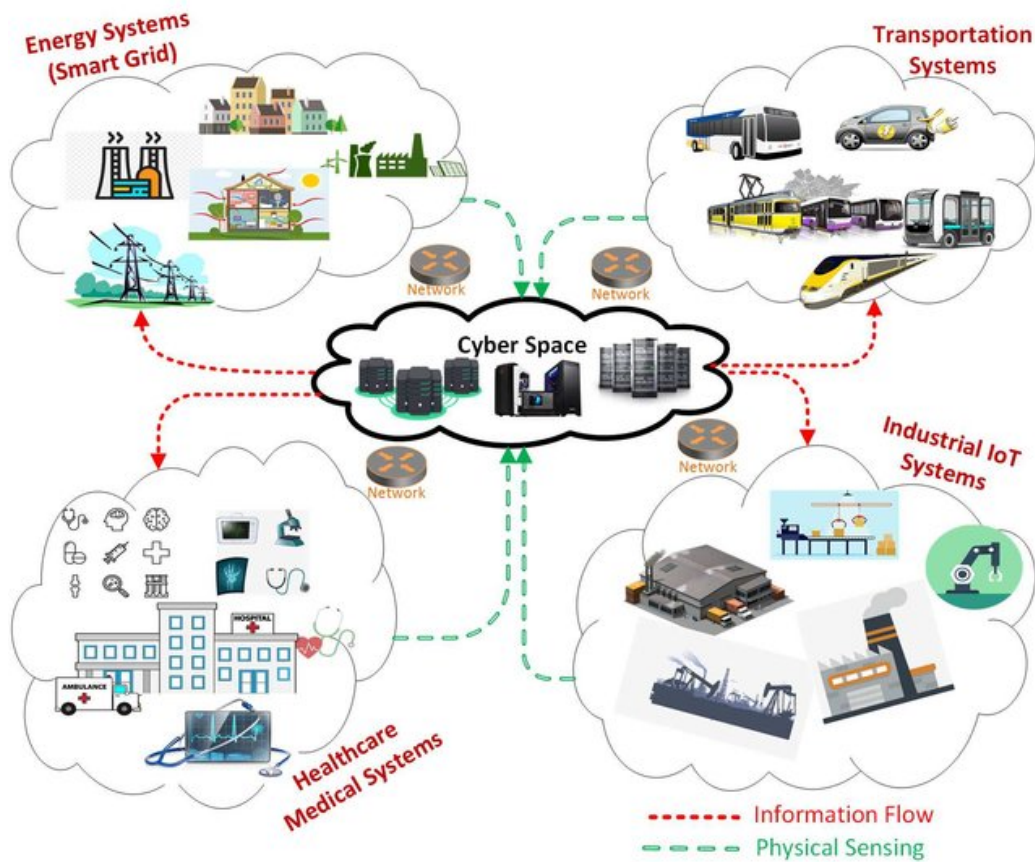 Energy Systems
(Smart Grid)
Transportation
Systems
Network
Network
Cyber Space
Network
Network
Industrial IoT
Systems
HOSPITAL
AMBULANCE
Healthcare
Medical Systems
Information Flow
Physical Sensing